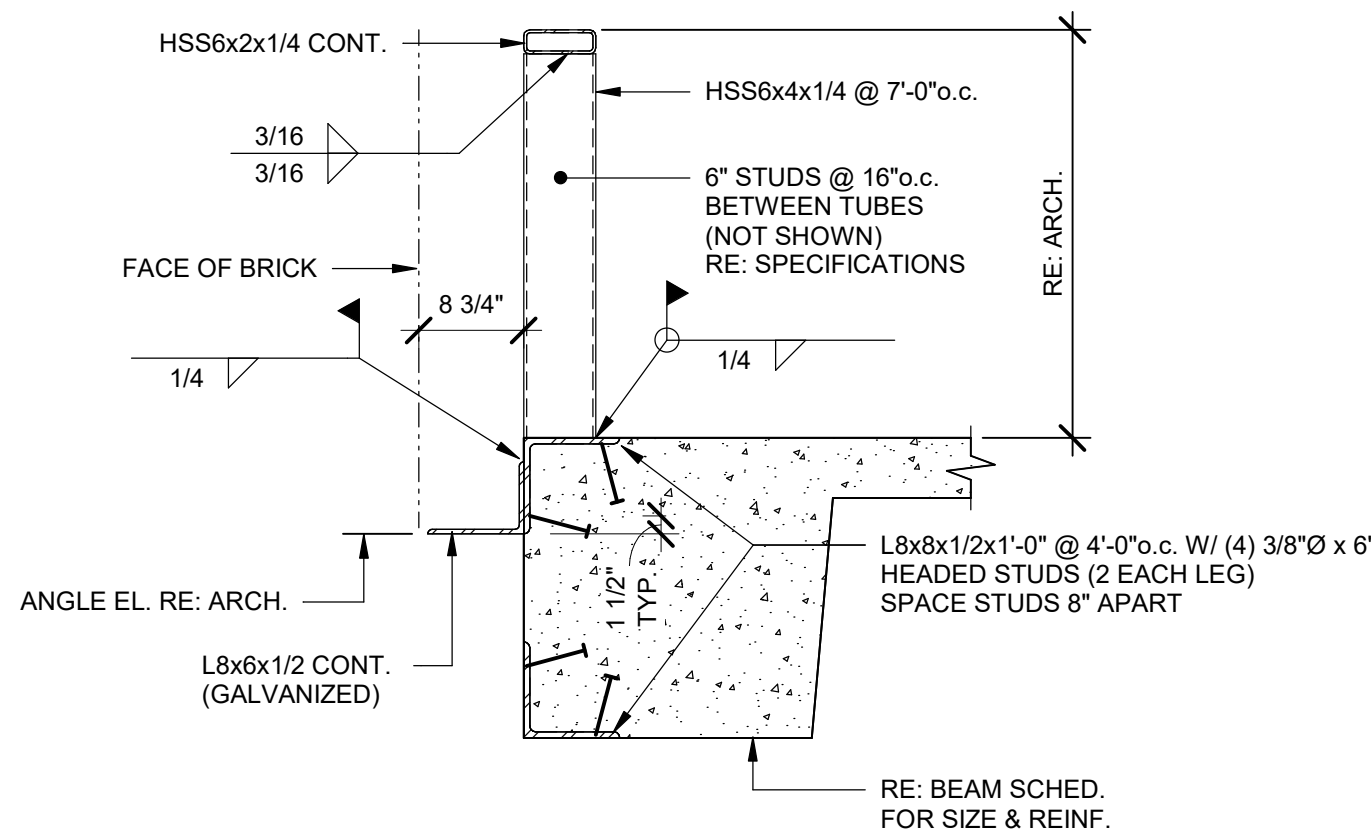 HSS6x2x1/4 CONT.
HSS6x4x1/4 @ 7'-0"o.c.
3/16
3/16
6" STUDS @ 16"o.c.
BETWEEN TUBES
(NOT SHOWN)
RE: SPECIFICATIONS
RE: ARCH.
FACE OF BRICK
8 3/4"
1/4
1/4
L8x8x1/2x1'-0" @ 4'-0"o.c. W/ (4) 3/8"Ø x 6"
HEADED STUDS (2 EACH LEG)
SPACE STUDS 8" APART
1 1/2"
TYP.
ANGLE EL. RE: ARCH.
L8x6x1/2 CONT.
(GALVANIZED)
RE: BEAM SCHED.
FOR SIZE & REINF.